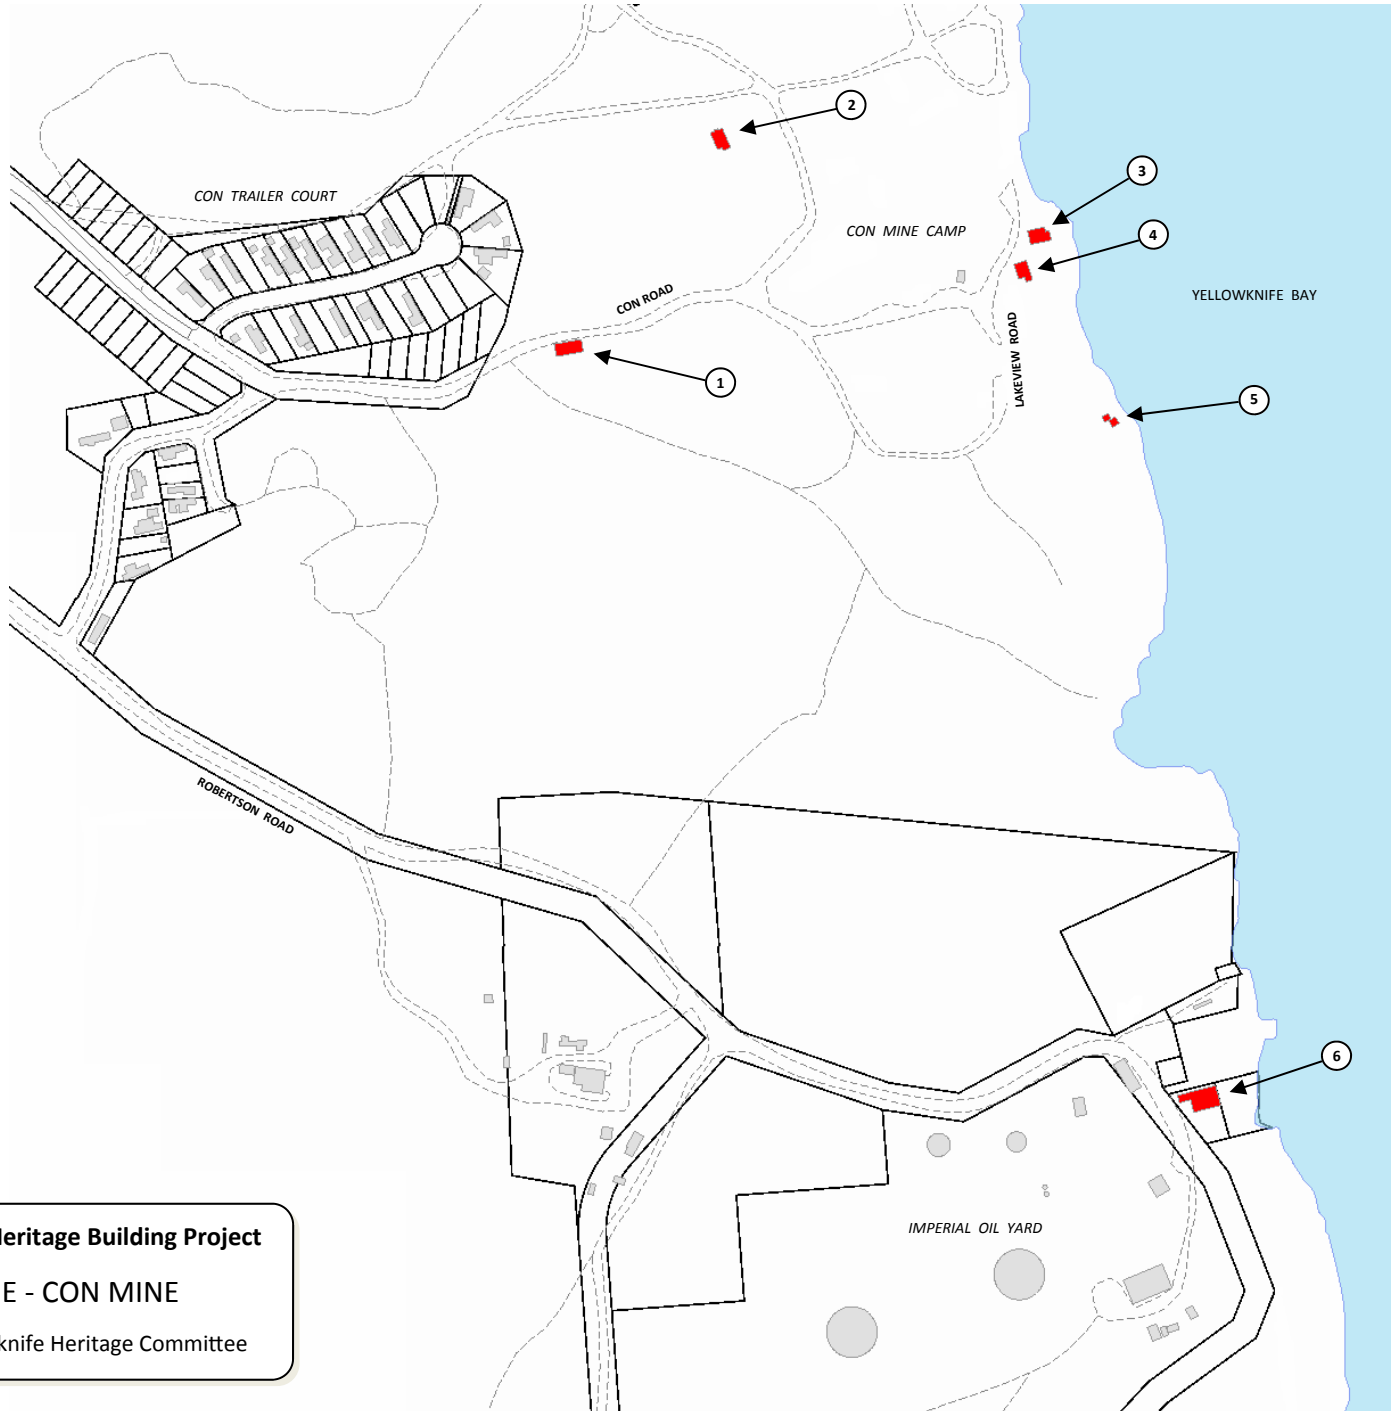 2
3
CON TRAILER COURT
CON MINE CAMP
4
YELLOWKNIFE BAY
CON ROAD
LAKEVIEW ROAD
1
5
ROBERTSON ROAD
6
IMPERIAL OIL YARD
Heritage Building Project
E - CON MINE
knife Heritage Committee